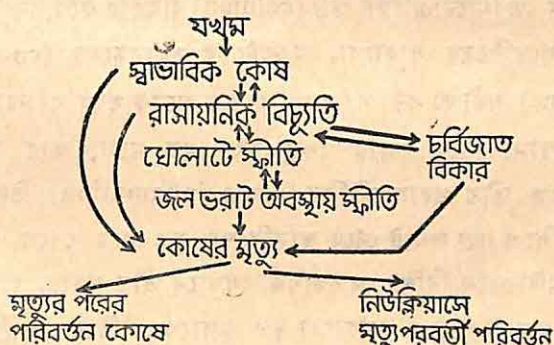 যখম
স্বাভাবিক কোষ
রাসায়নিক বিচ্যুতি
ঘোলাটে স্ফীতি
চর্বিজাত
বিকার
জল ভরাট অবস্থায় স্ফীতি
কোষের মৃত্যু
মৃত্যুর পরের
পরিবর্ত্তন কোষে
নিউক্লিয়াসে
মৃত্যুপরবর্তী পরিবর্ত্তন